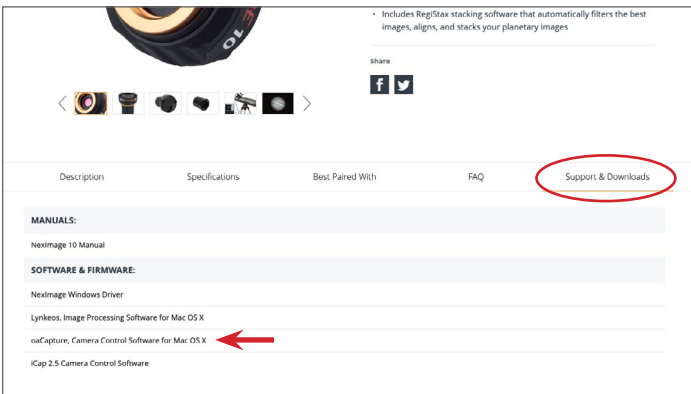 • Includes RegiStax stacking software that automatically filters the best
images, aligns, and stacks your planetary
images
Share
f
E 10
Description Specifications Best Paired With FAQ Support & Downloads
MANUALS:
NexImage 10 Manual
SOFTWARE & FIRMWARE:
NexImage Windows Driver
Lynkeos, Image Processing Software for Mac OS X
oaCapture, Camera Control Software for Mac OS X
iCap 2.5 Camera Control Software